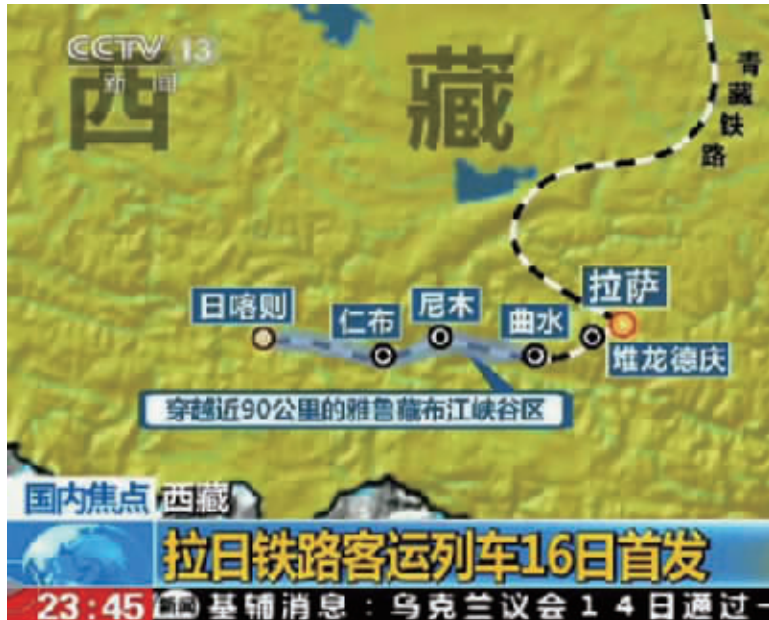 CCTV 13
新闻
西藏
青藏铁路
拉萨
日喀则
仁布
尼木
曲水
堆龙德庆
穿越近90公里的雅鲁藏布江峡谷区
国内焦点 西藏
拉日铁路客运列车16日首发
23:45 新闻 基辅消息：乌克兰议会14日通过一